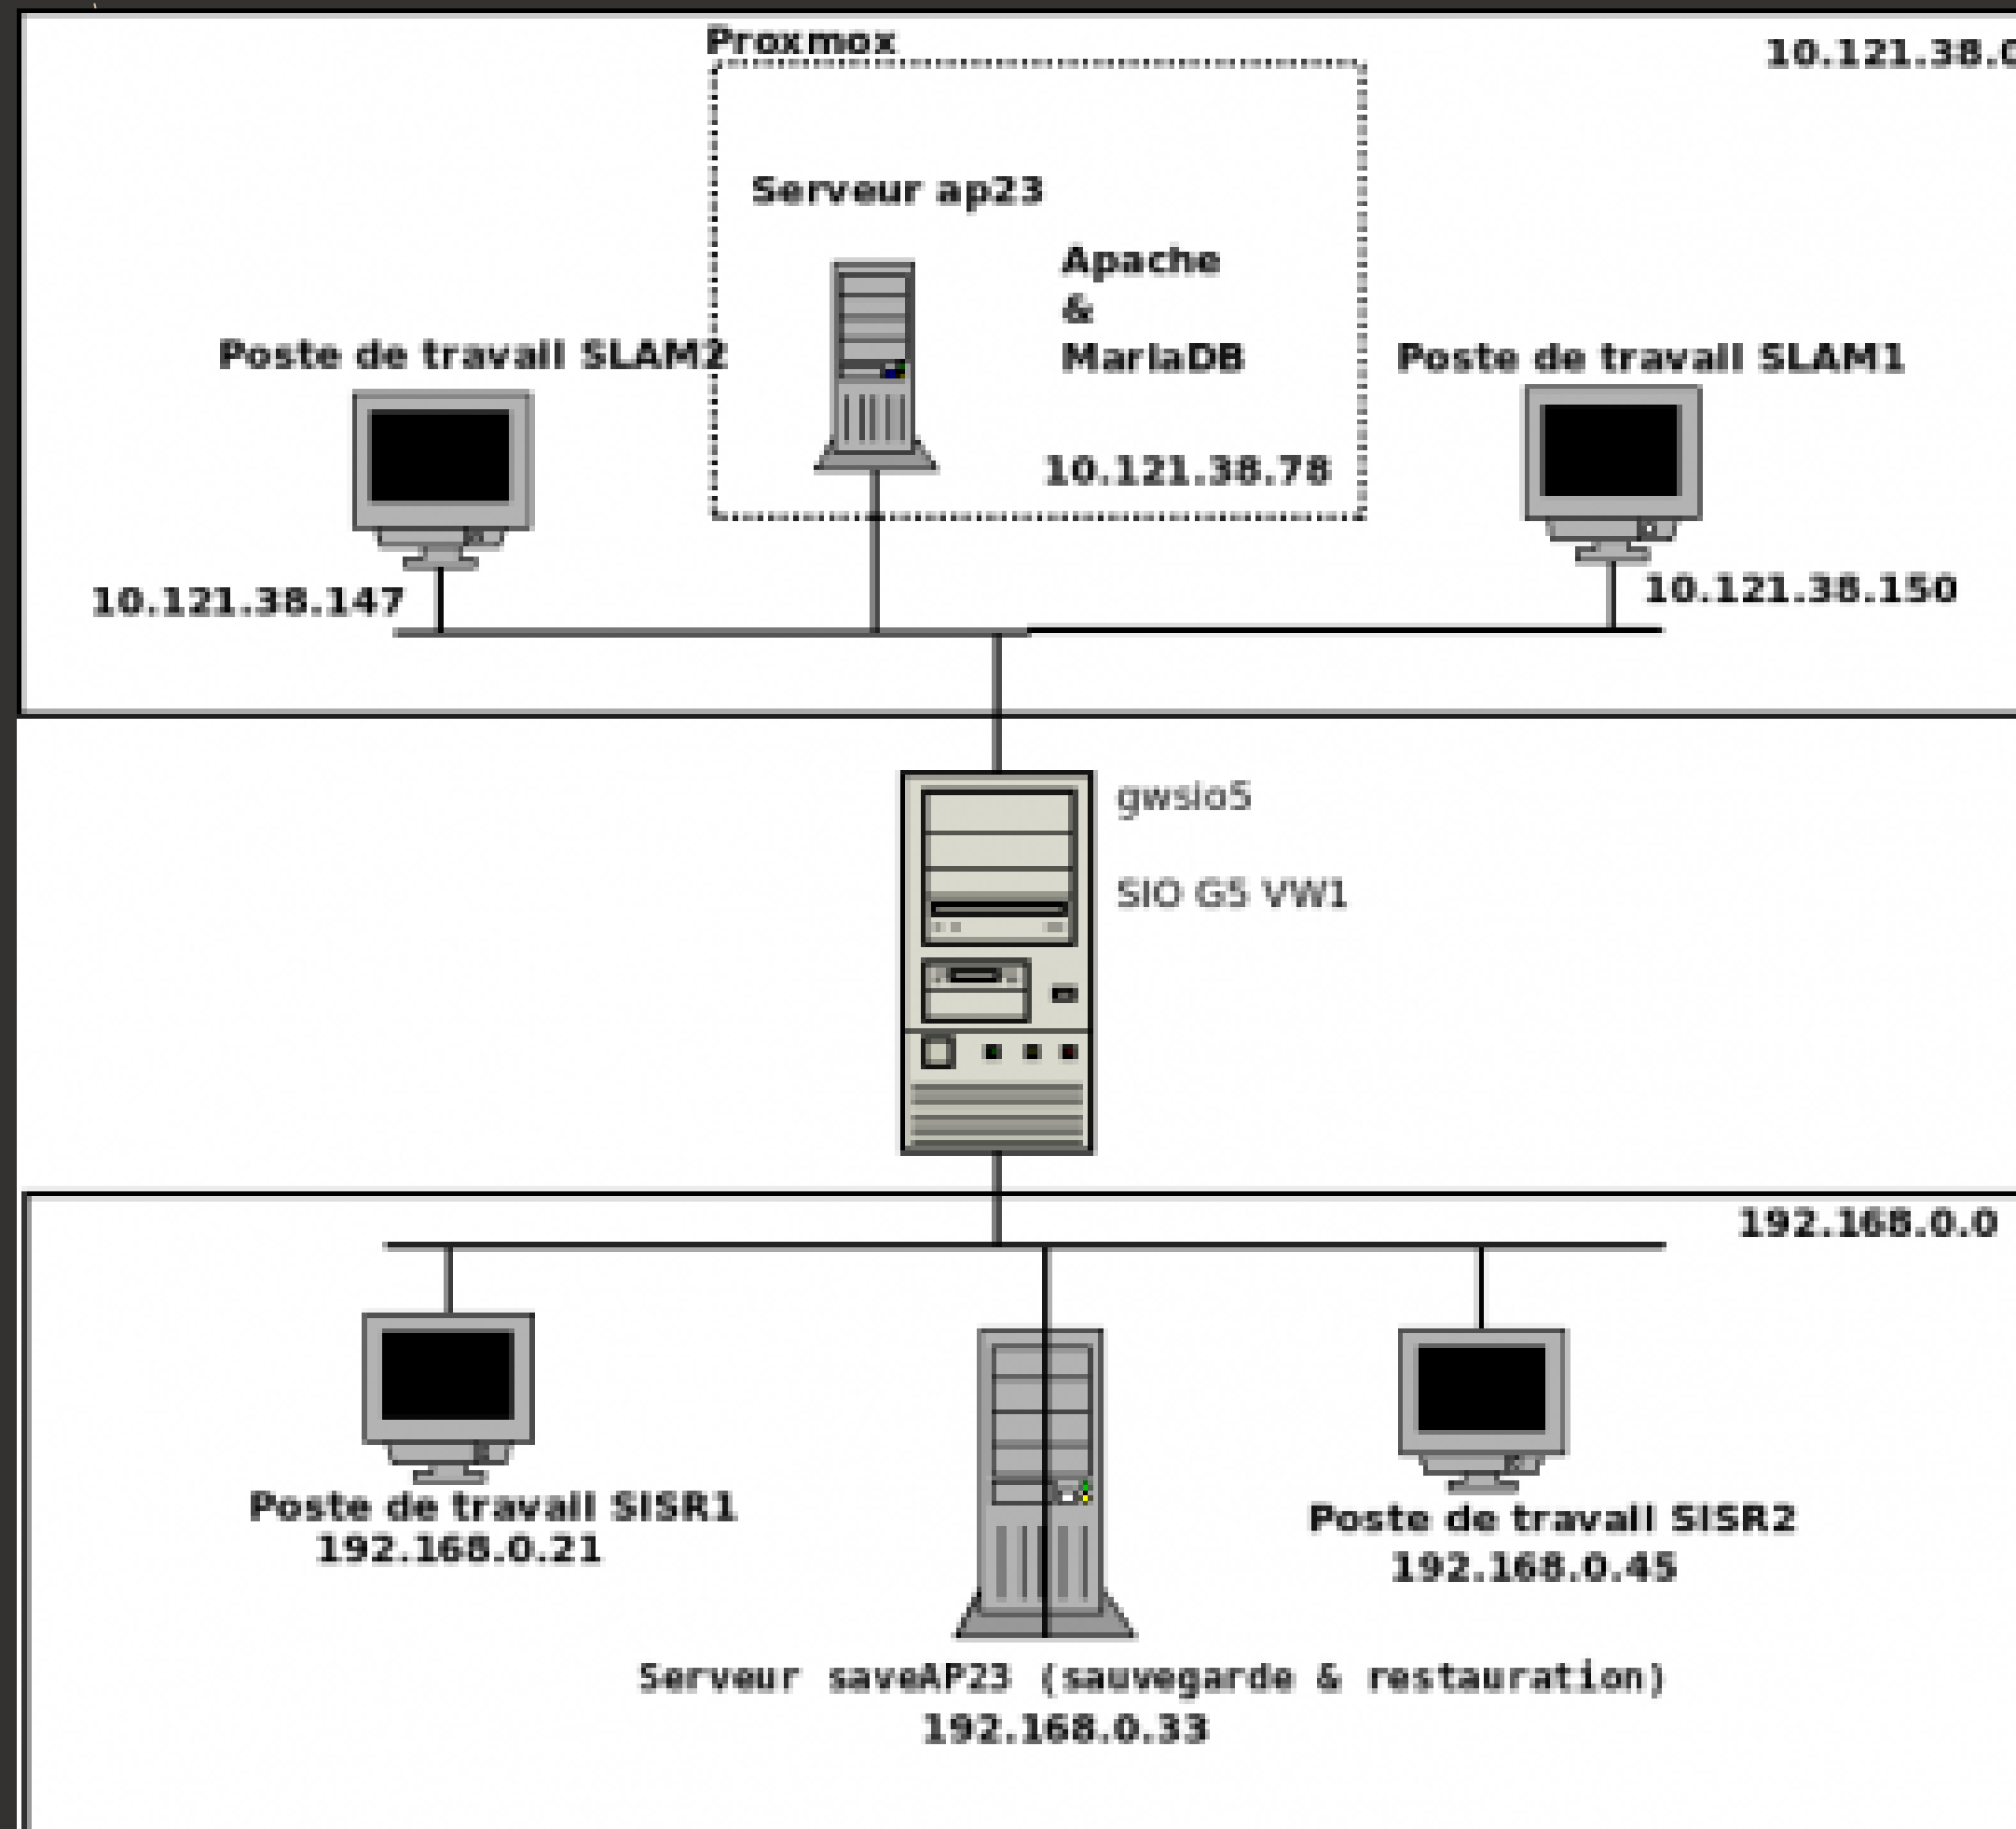 Proxmox
10.121.38.
Serveur ap23
Apache
&
MariaDB
Poste de travail SLAM2
Poste de travail SLAM1
10.121.38.78
10.121.38.147
10.121.38.150
gwsio5
SIO G5 VW1
192.168.0.0
Poste de travail SISR1
192.168.0.21
Poste de travail SISR2
192.168.0.45
Serveur saveAP23 (sauvegarde & restauration)
192.168.0.33